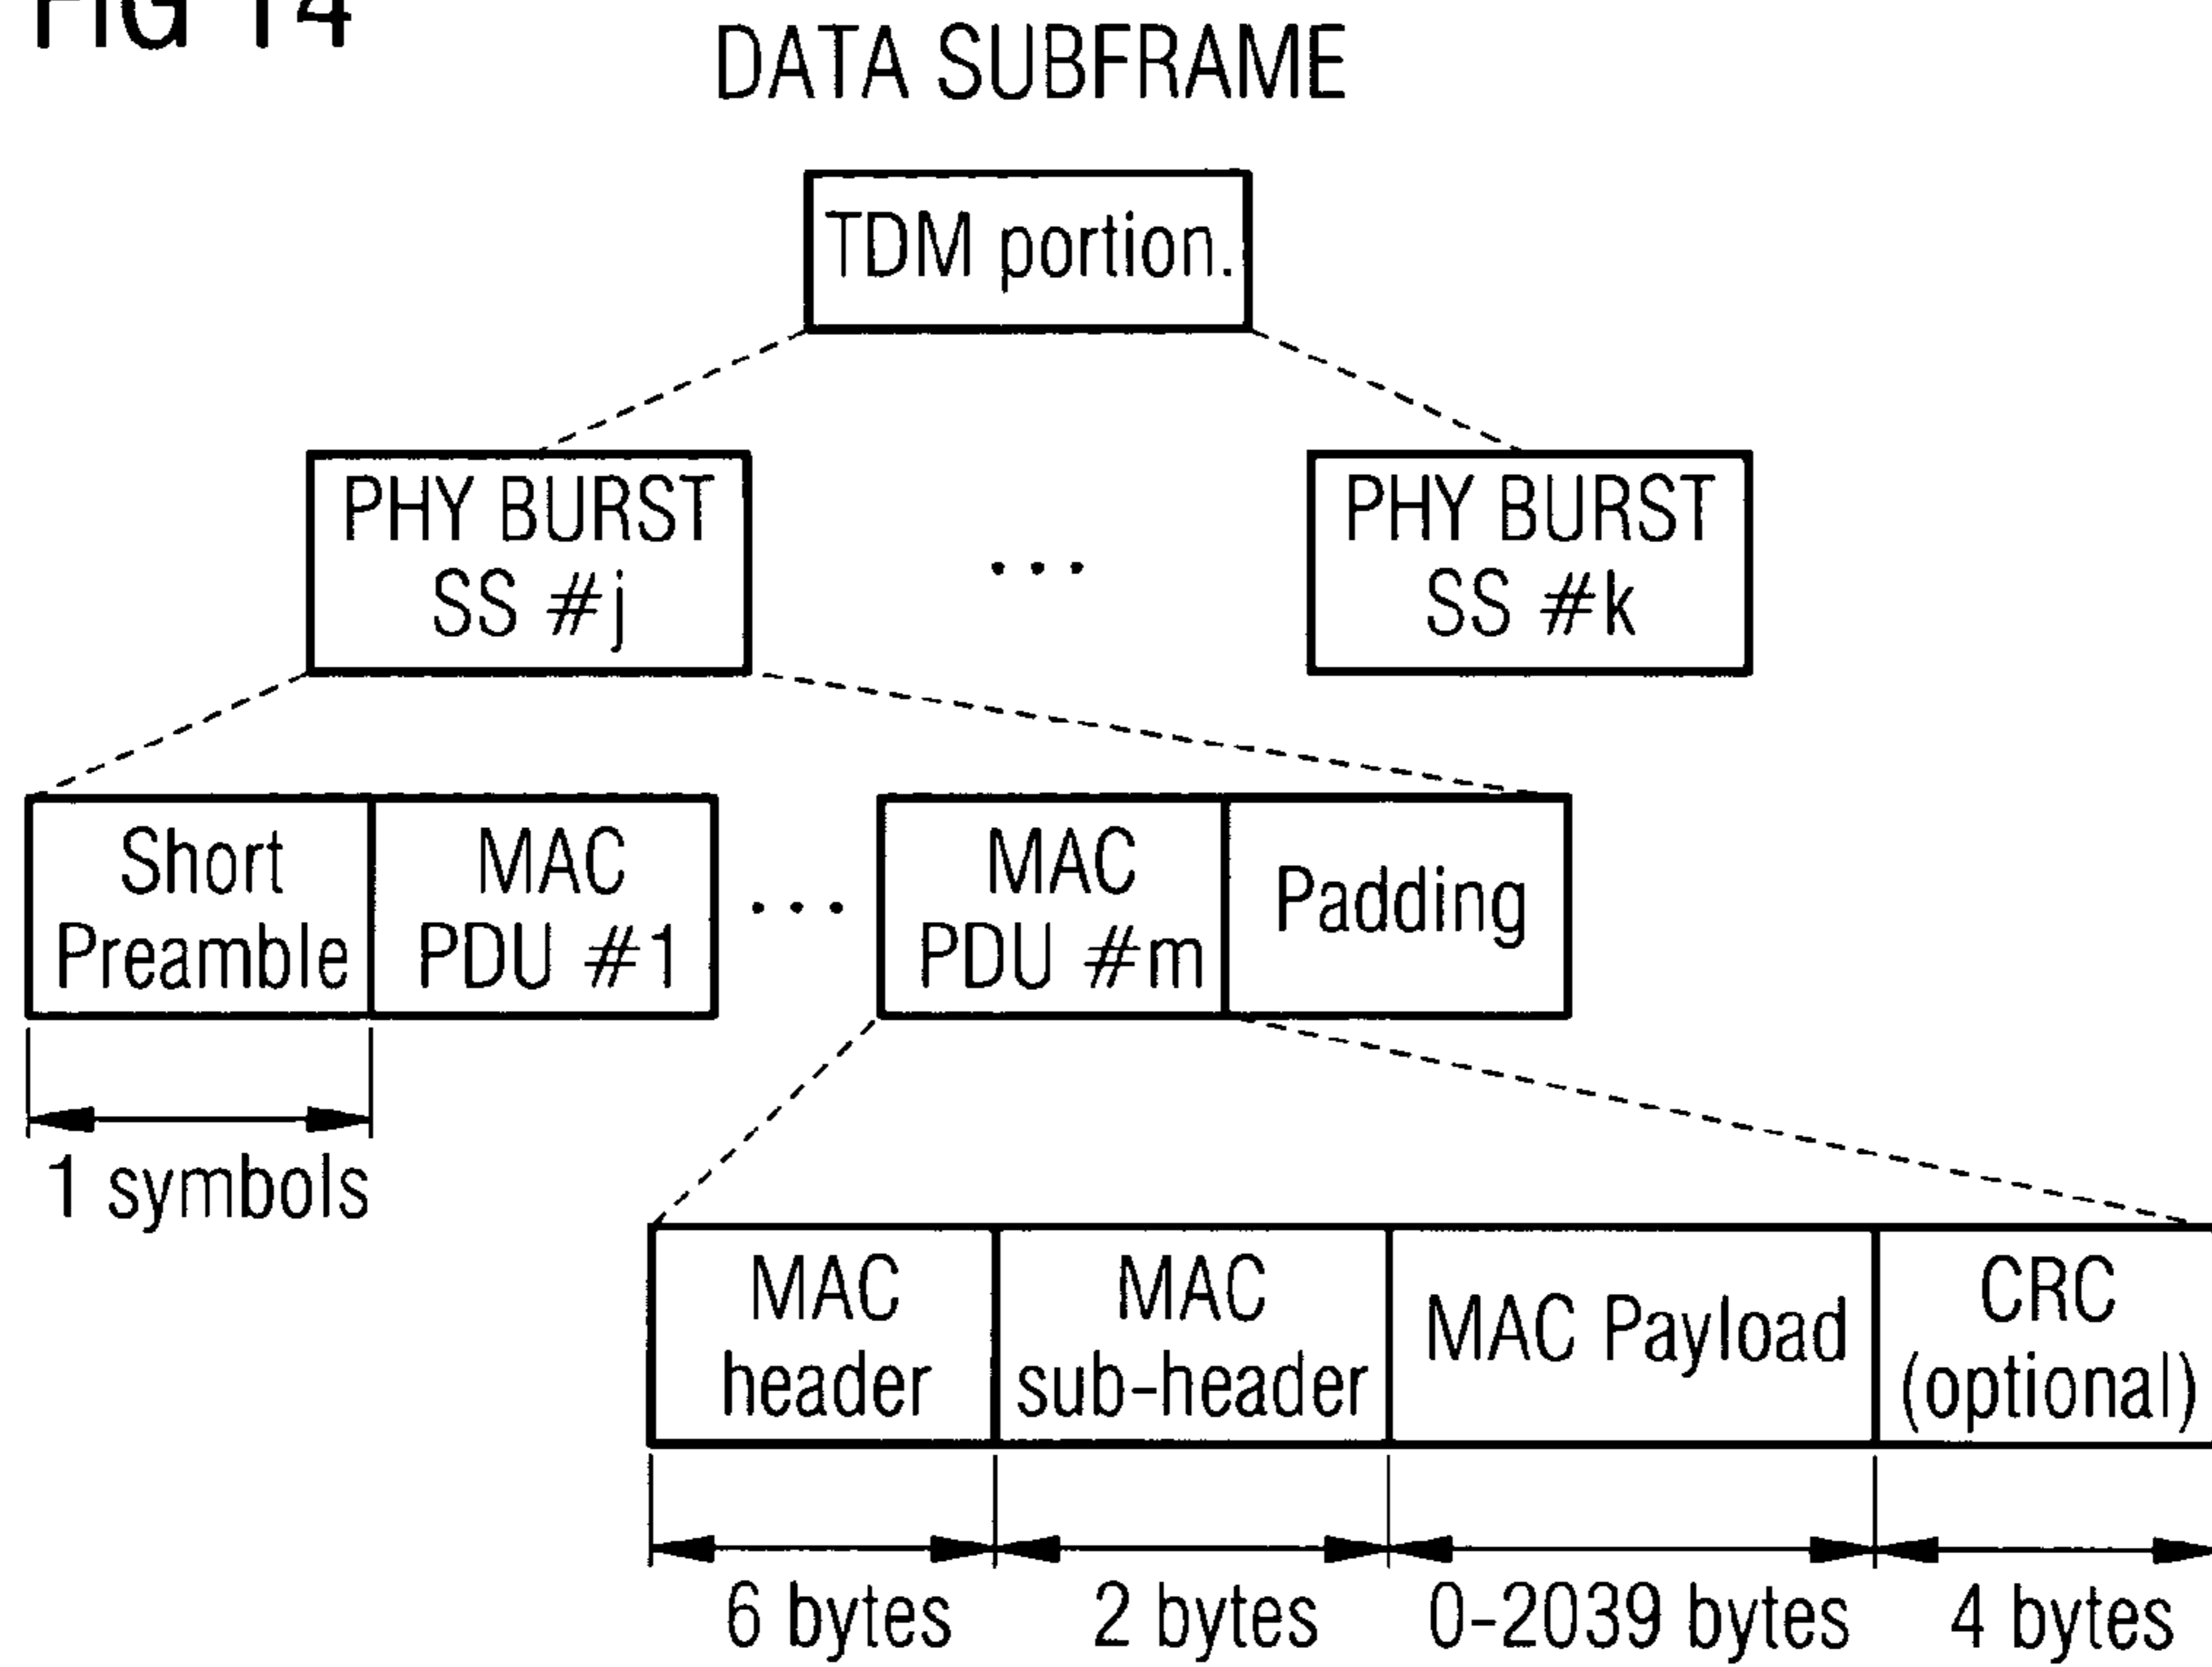 FIG 14
DATA SUBFRAME
TDM portion.
PHY BURST
SS #j
...
PHY BURST
SS #k
Short
Preamble
MAC
PDU #1
...
MAC
PDU #m
Padding
1 symbols
MAC
header
MAC
sub-header
MAC Payload
CRC
(optional)
6 bytes
2 bytes
0-2039 bytes
4 bytes